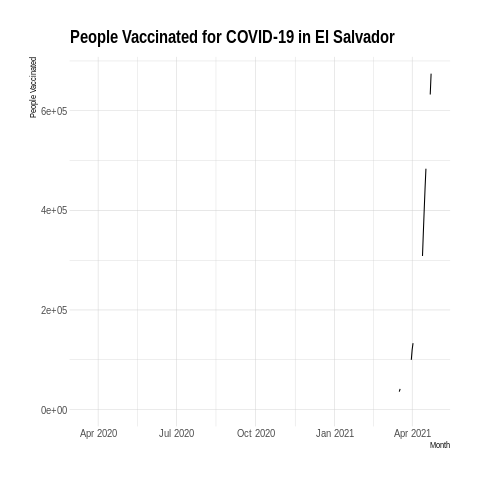 People Vaccinated for COVID-19 in El Salvador
People Vaccinated
6e+05
4e+05
2e+05
0e+00
Apr 2020 Jul 2020 Oct 2020 Jan 2021 Apr 2021
Month